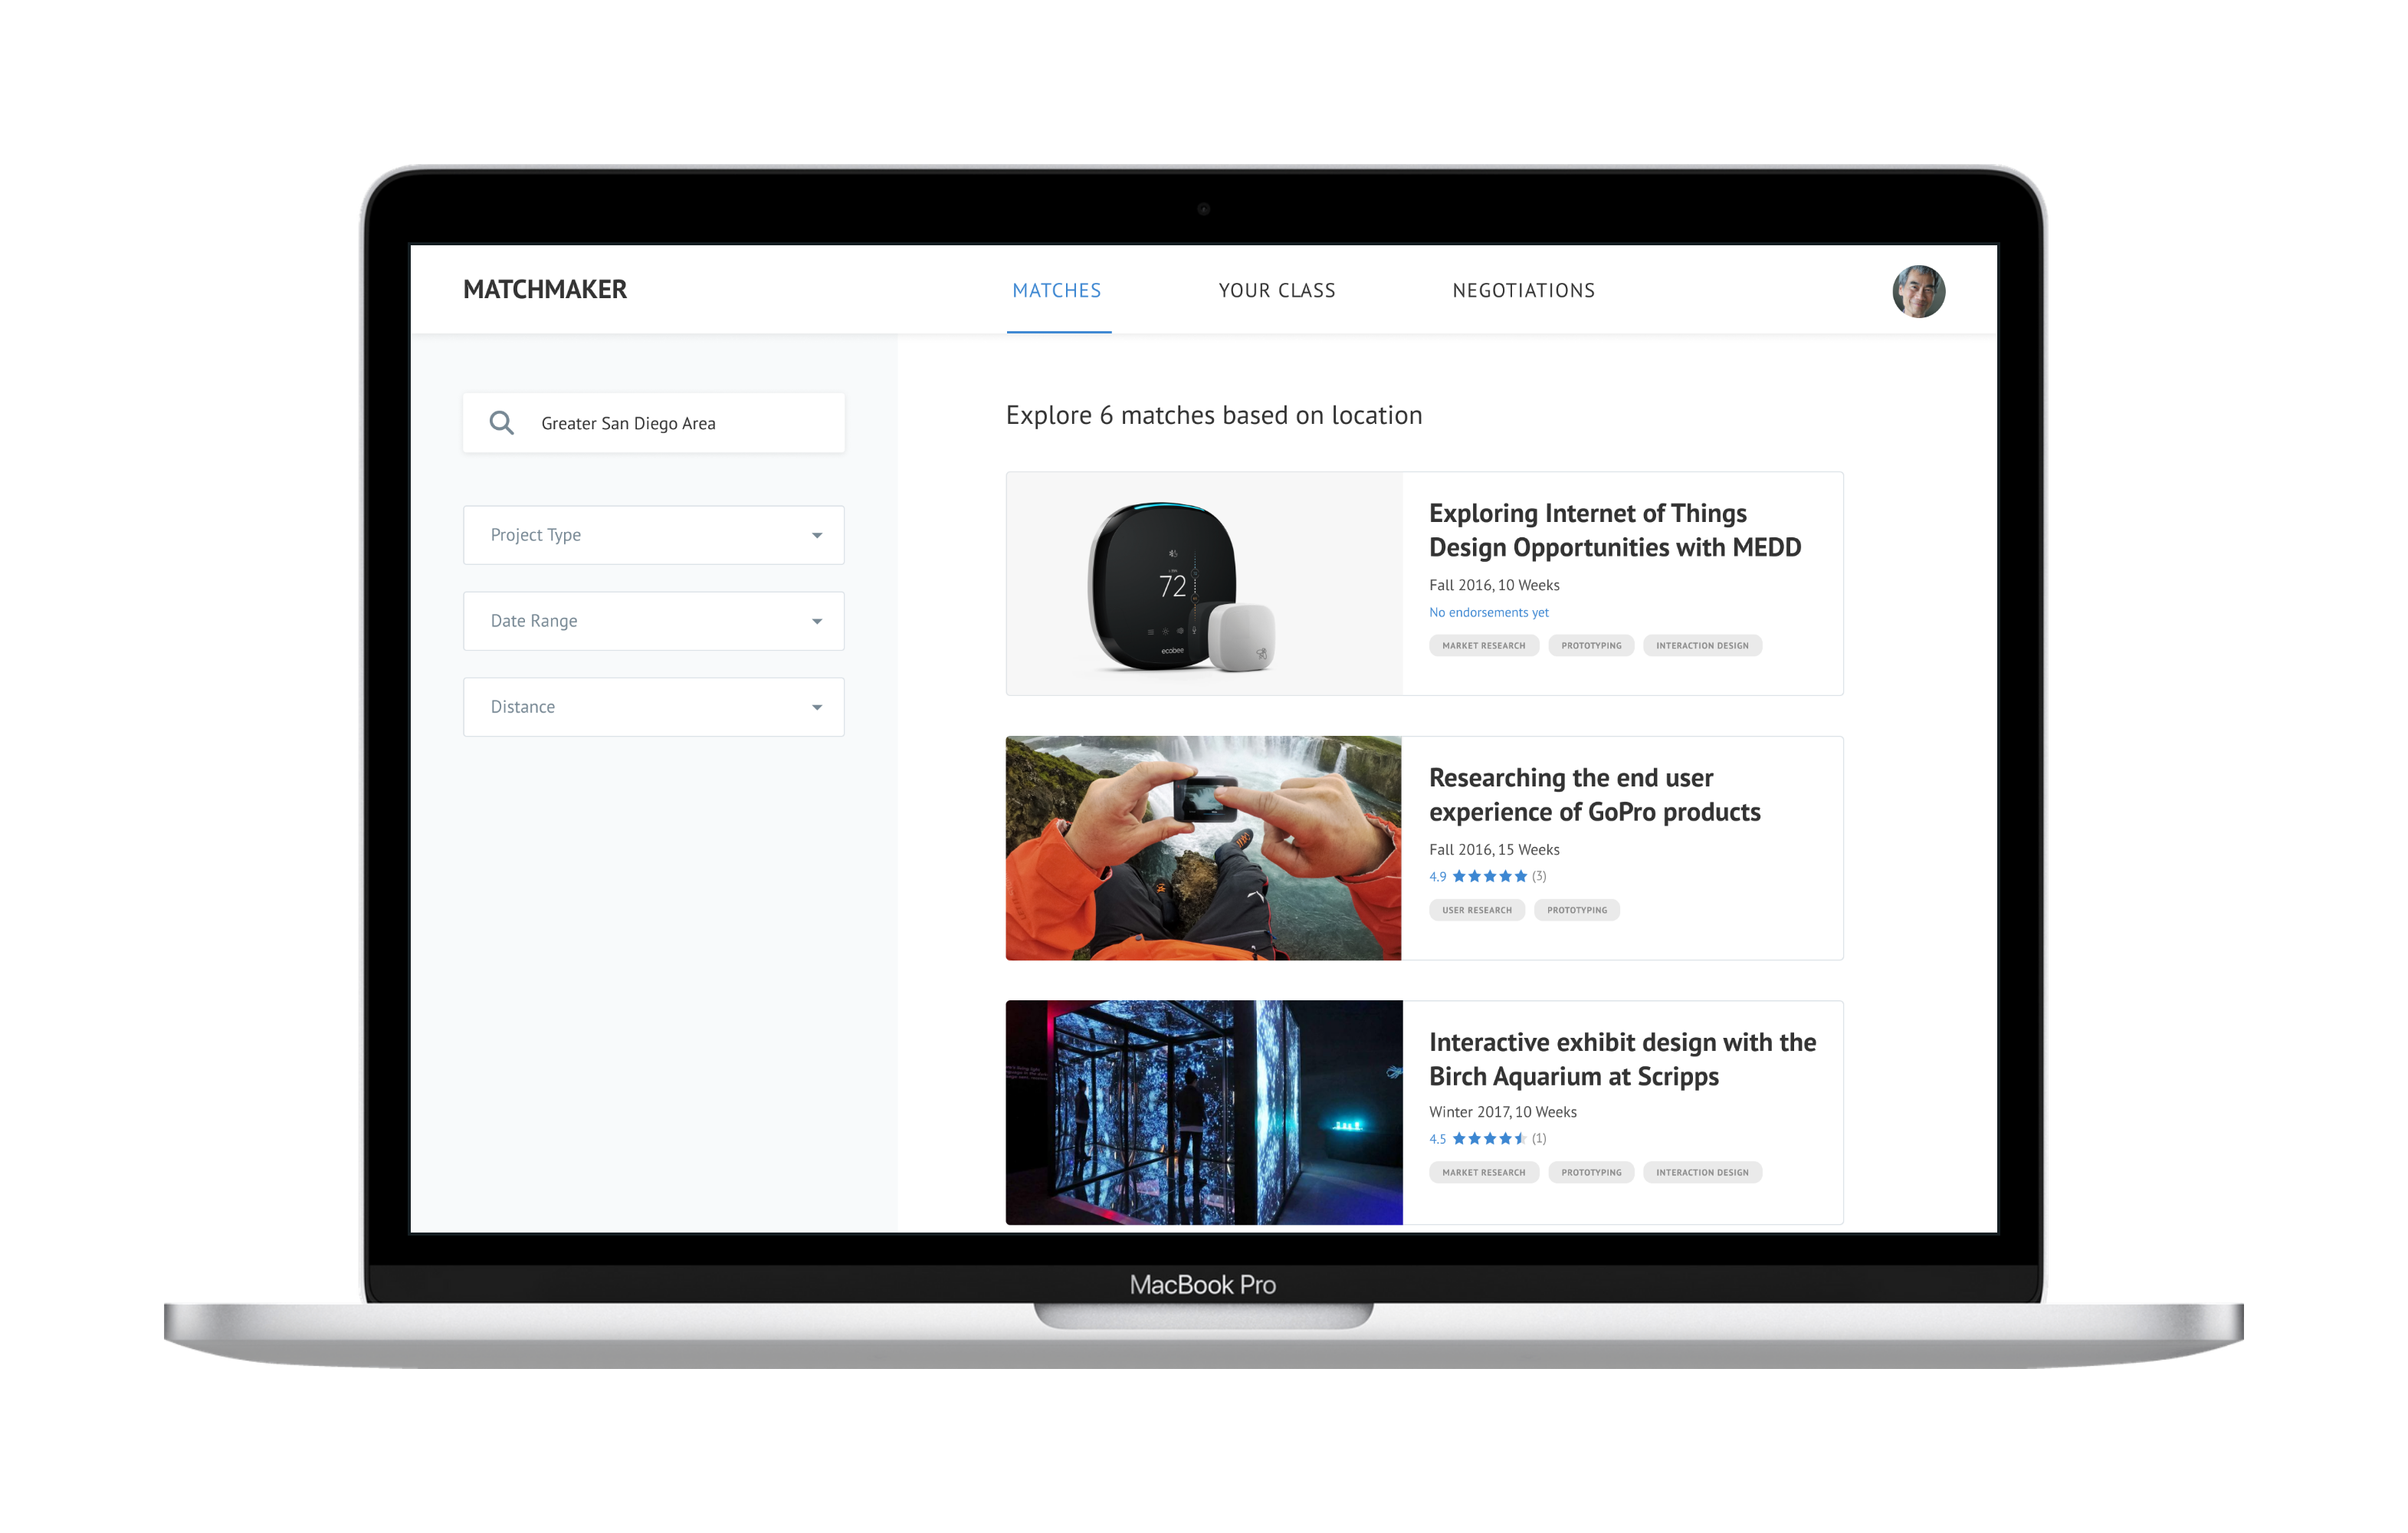 MATCHMAKER
MATCHES
YOUR CLASS
NEGOTIATIONS
Greater San Diego Area
Project Type
Date Range
Distance
Explore 6 matches based on location
72
ecobee
Exploring Internet of Things
Design Opportunities with MEDD
Fall 2016, 10 Weeks
No endorsements yet
MARKET RESEARCH
PROTOTYPING
INTERACTION DESIGN
Researching the end user
experience of GoPro products
Fall 2016, 15 Weeks
4.9 (3)
USER RESEARCH
PROTOTYPING
Interactive exhibit design with the
Birch Aquarium at Scripps
Winter 2017, 10 Weeks
4.5 (1)
MARKET RESEARCH
PROTOTYPING
INTERACTION DESIGN
MacBook Pro